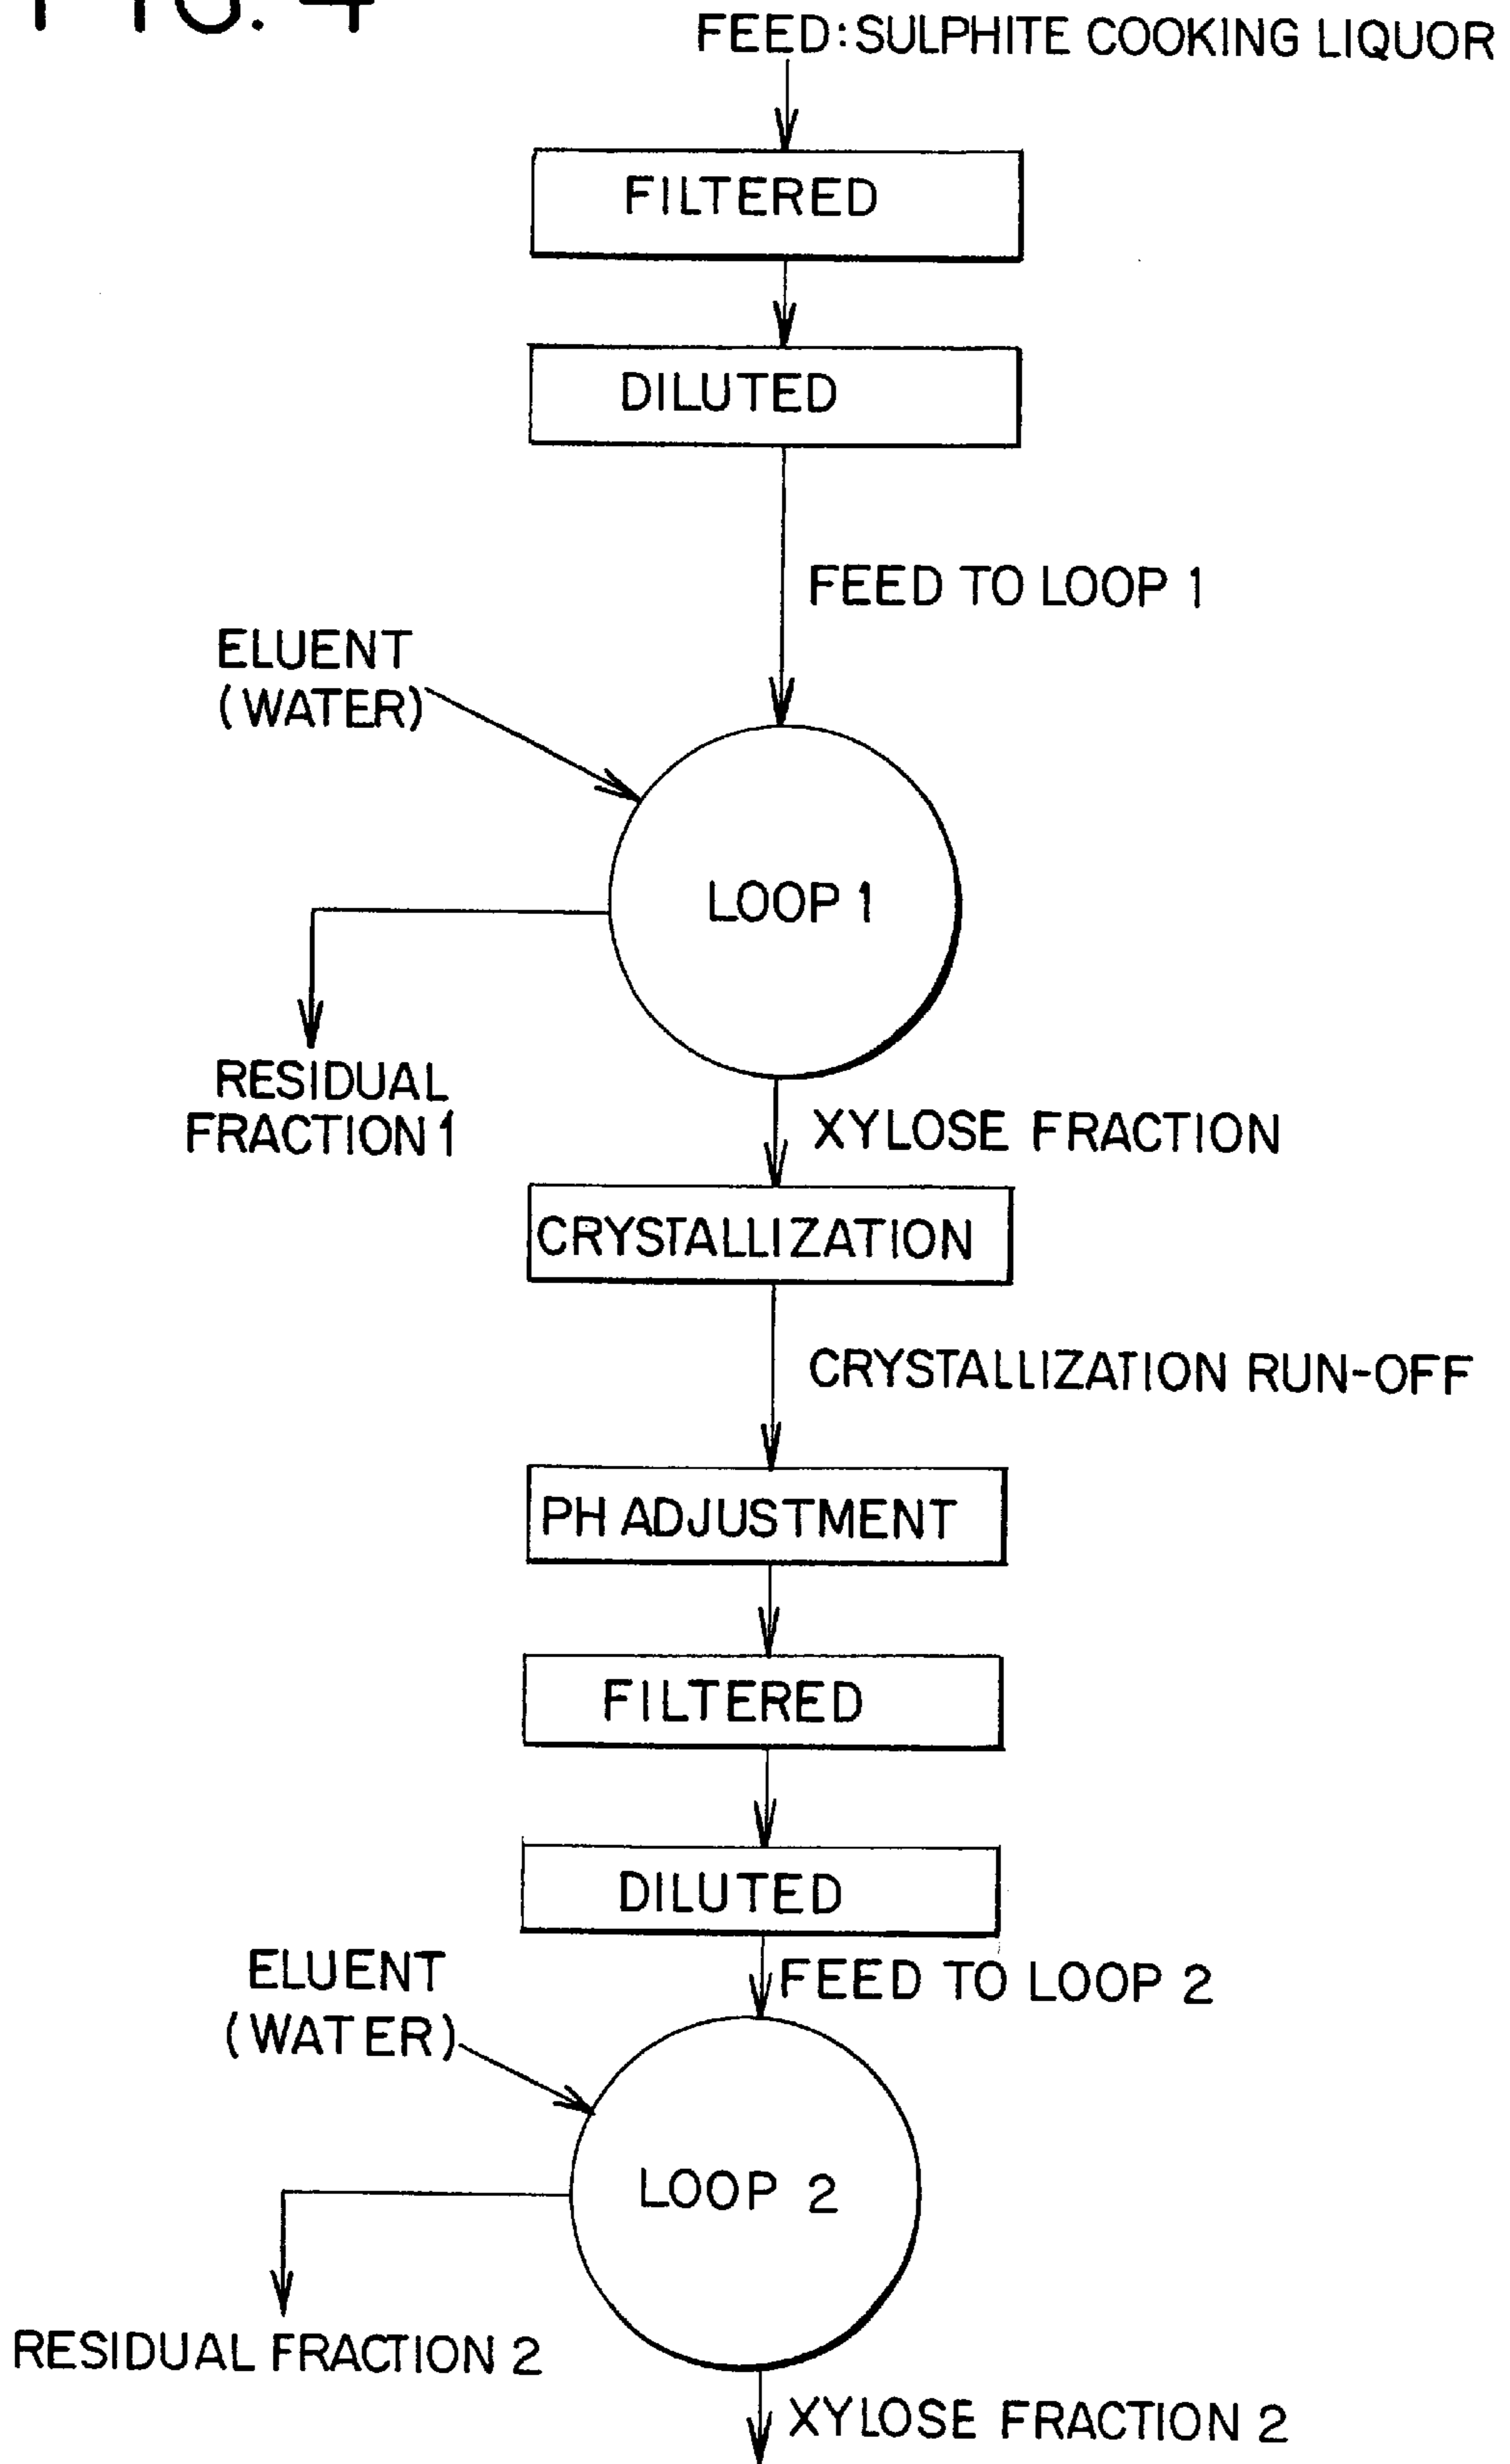 FIG. 4
FEED:SULPHITE COOKING LIQUOR
FILTERED
DILUTED
FEED TO LOOP 1
ELUENT
(WATER)
LOOP 1
RESIDUAL
FRACTION 1
XYLOSE FRACTION
CRYSTALLIZATION
CRYSTALLIZATION RUN-OFF
PH ADJUSTMENT
FILTERED
DILUTED
ELUENT
(WATER)
FEED TO LOOP 2
LOOP 2
RESIDUAL FRACTION 2
XYLOSE FRACTION 2